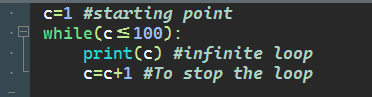 c=1 #starting point
while(c≤100):
    print(c) #infinite loop
    c=c+1 #To stop the loop